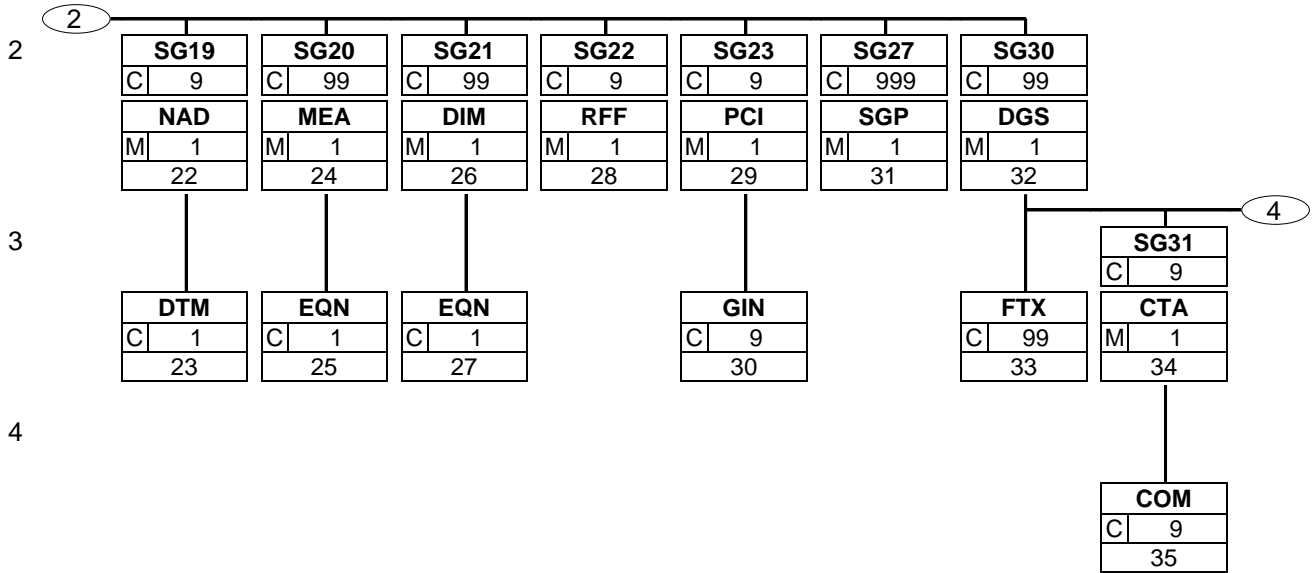 2
2 SG19 SG20 SG21 SG22 SG23 SG27 SG30
C 9 C 99 C 99 C 9 C 9 C 999 C 99
NAD MEA DIM RFF PCI SGP DGS
M 1 M 1 M 1 M 1 M 1 M 1 M 1
22 24 26 28 29 31 32
4
3 SG31
C 9
DTM EQN EQN GIN FTX CTA
C 1 C 1 C 1 C 9 C 99 M 1
23 25 27 30 33 34
4
COM
C 9
35